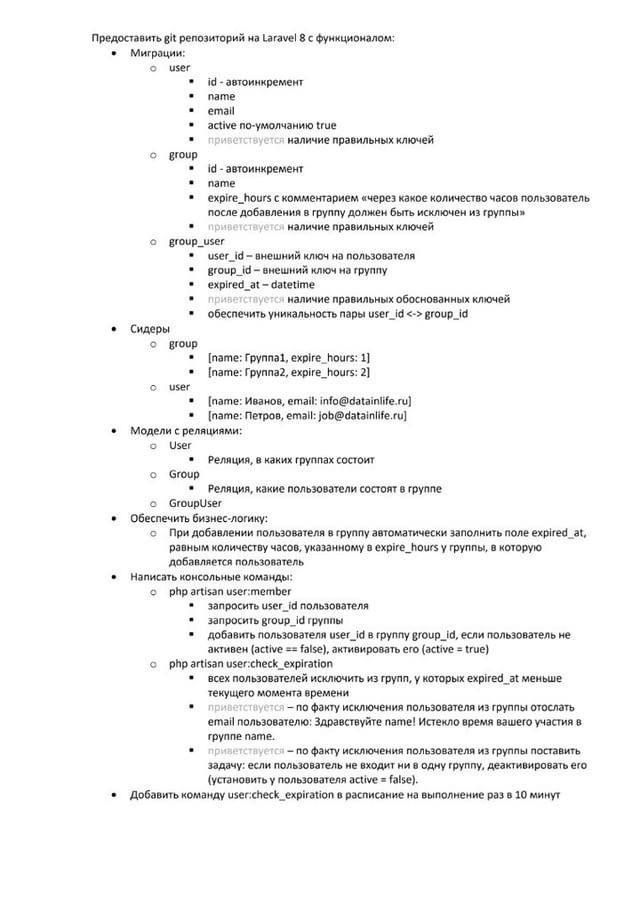 Предоставить git репозиторий на Laravel 8 с функционалом:
• Миграции:
o user
▪ id - автоинкремент
▪ name
▪ email
▪ active по-умолчанию true
▪ приветствуется наличие правильных ключей
o group
▪ id - автоинкремент
▪ name
▪ expire_hours с комментарием «через какое количество часов пользователь
после добавления в группу должен быть исключен из группы»
▪ приветствуется наличие правильных ключей
o group_user
▪ user_id – внешний ключ на пользователя
▪ group_id – внешний ключ на группу
▪ expired_at – datetime
▪ приветствуется наличие правильных обоснованных ключей
▪ обеспечить уникальность пары user_id <-> group_id
• Сидеры
o group
▪ [name: Группа1, expire_hours: 1]
▪ [name: Группа2, expire_hours: 2]
o user
▪ [name: Иванов, email: info@datainlife.ru]
▪ [name: Петров, email: job@datainlife.ru]
• Модели с реляциями:
o User
▪ Реляция, в каких группах состоит
o Group
▪ Реляция, какие пользователи состоят в группе
o GroupUser
• Обеспечить бизнес-логику:
o При добавлении пользователя в группу автоматически заполнить поле expired_at,
равным количеству часов, указанному в expire_hours у группы, в которую
добавляется пользователь
• Написать консольные команды:
o php artisan user:member
▪ запросить user_id пользователя
▪ запросить group_id группы
▪ добавить пользователя user_id в группу group_id, если пользователь не
активен (active == false), активировать его (active = true)
o php artisan user:check_expiration
▪ всех пользователей исключить из групп, у которых expired_at меньше
текущего момента времени
▪ приветствуется – по факту исключения пользователя из группы отослать
email пользователю: Здравствуйте name! Истекло время вашего участия в
группе name.
▪ приветствуется – по факту исключения пользователя из группы поставить
задачу: если пользователь не входит ни в одну группу, деактивировать его
(установить у пользователя active = false).
• Добавить команду user:check_expiration в расписание на выполнение раз в 10 минут